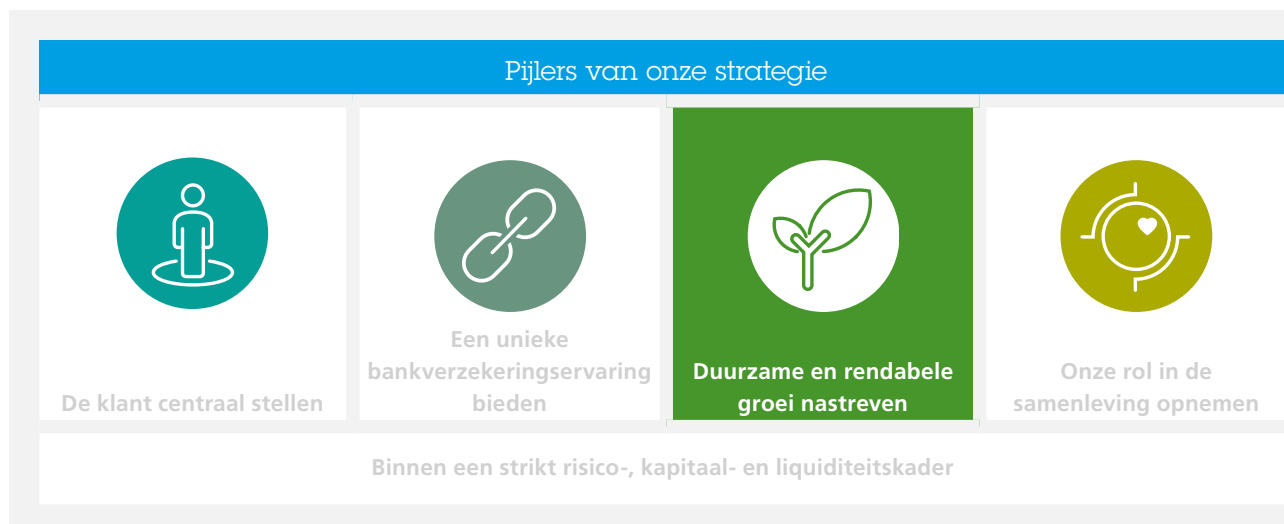 Pijlers van onze strategie
De klant centraal stellen
Een unieke
bankverzekeringservaring
bieden
Duurzame en rendabele
groei nastreven
Onze rol in de
samenleving opnemen
Binnen een strikt risico-, kapitaal- en liquiditeitskader